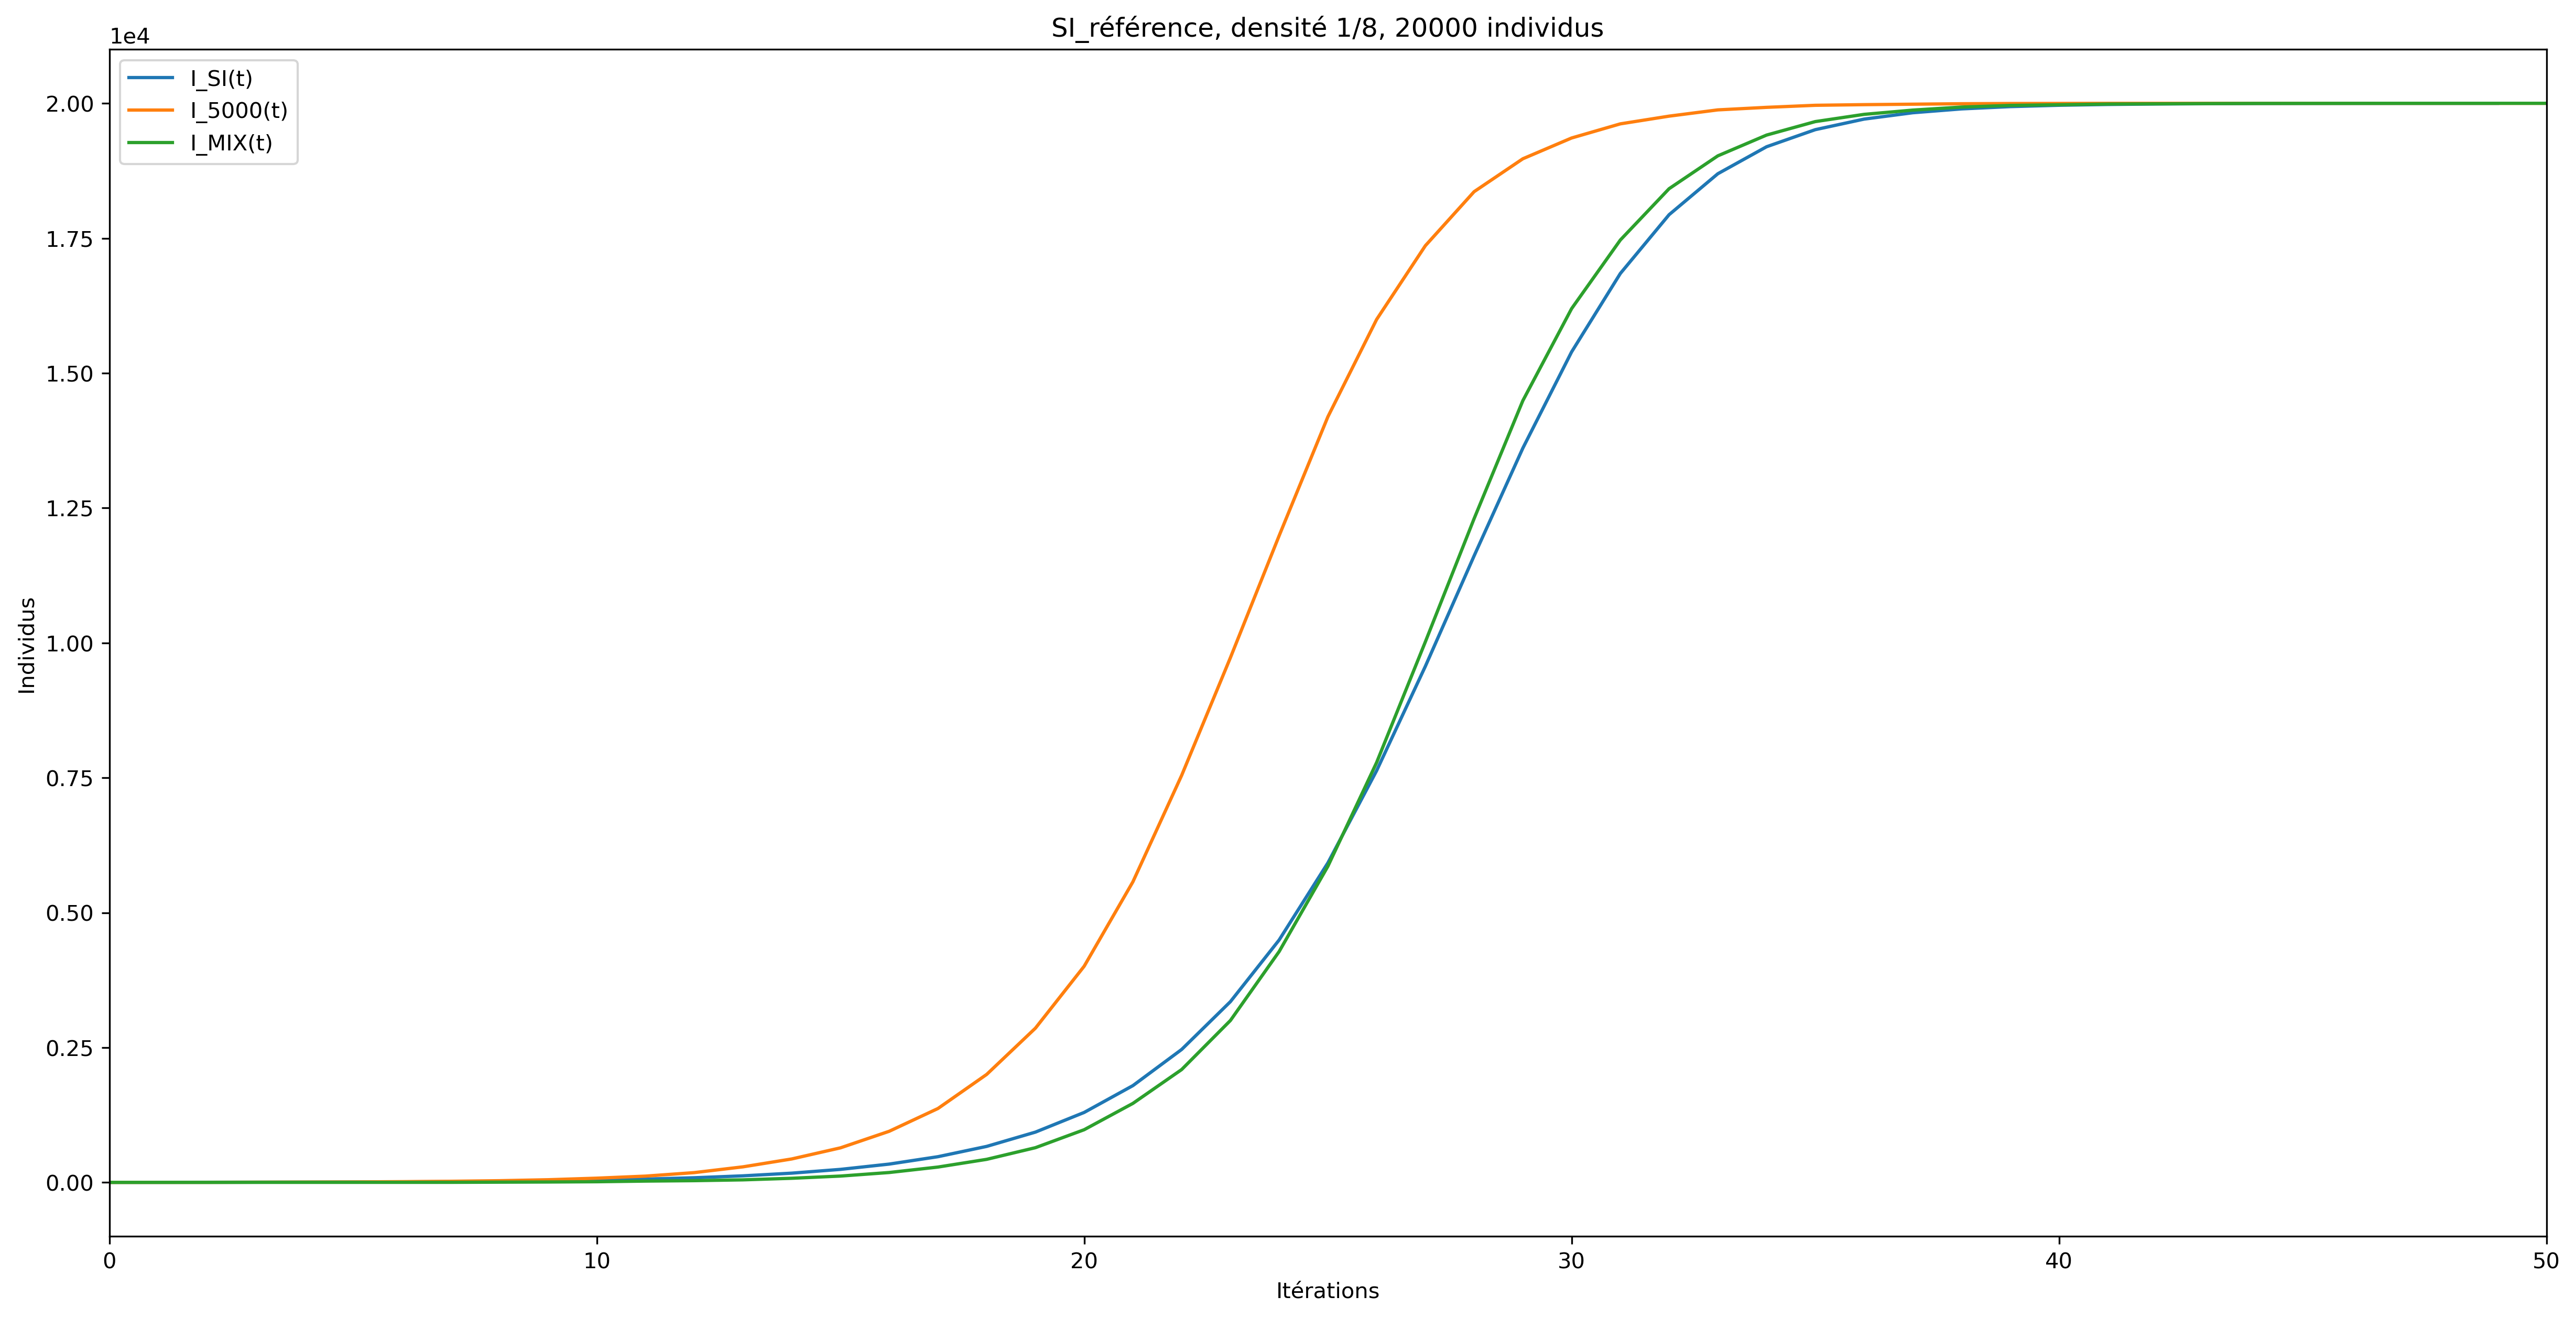 SI_référence, densité 1/8, 20000 individus
1e4
I_SI(t)
I_5000(t)
I_MIX(t)
2.00
1.75
1.50
1.25
1.00
0.75
0.50
0.25
0.00
Individus
0 10 20 30 40 50
Itérations